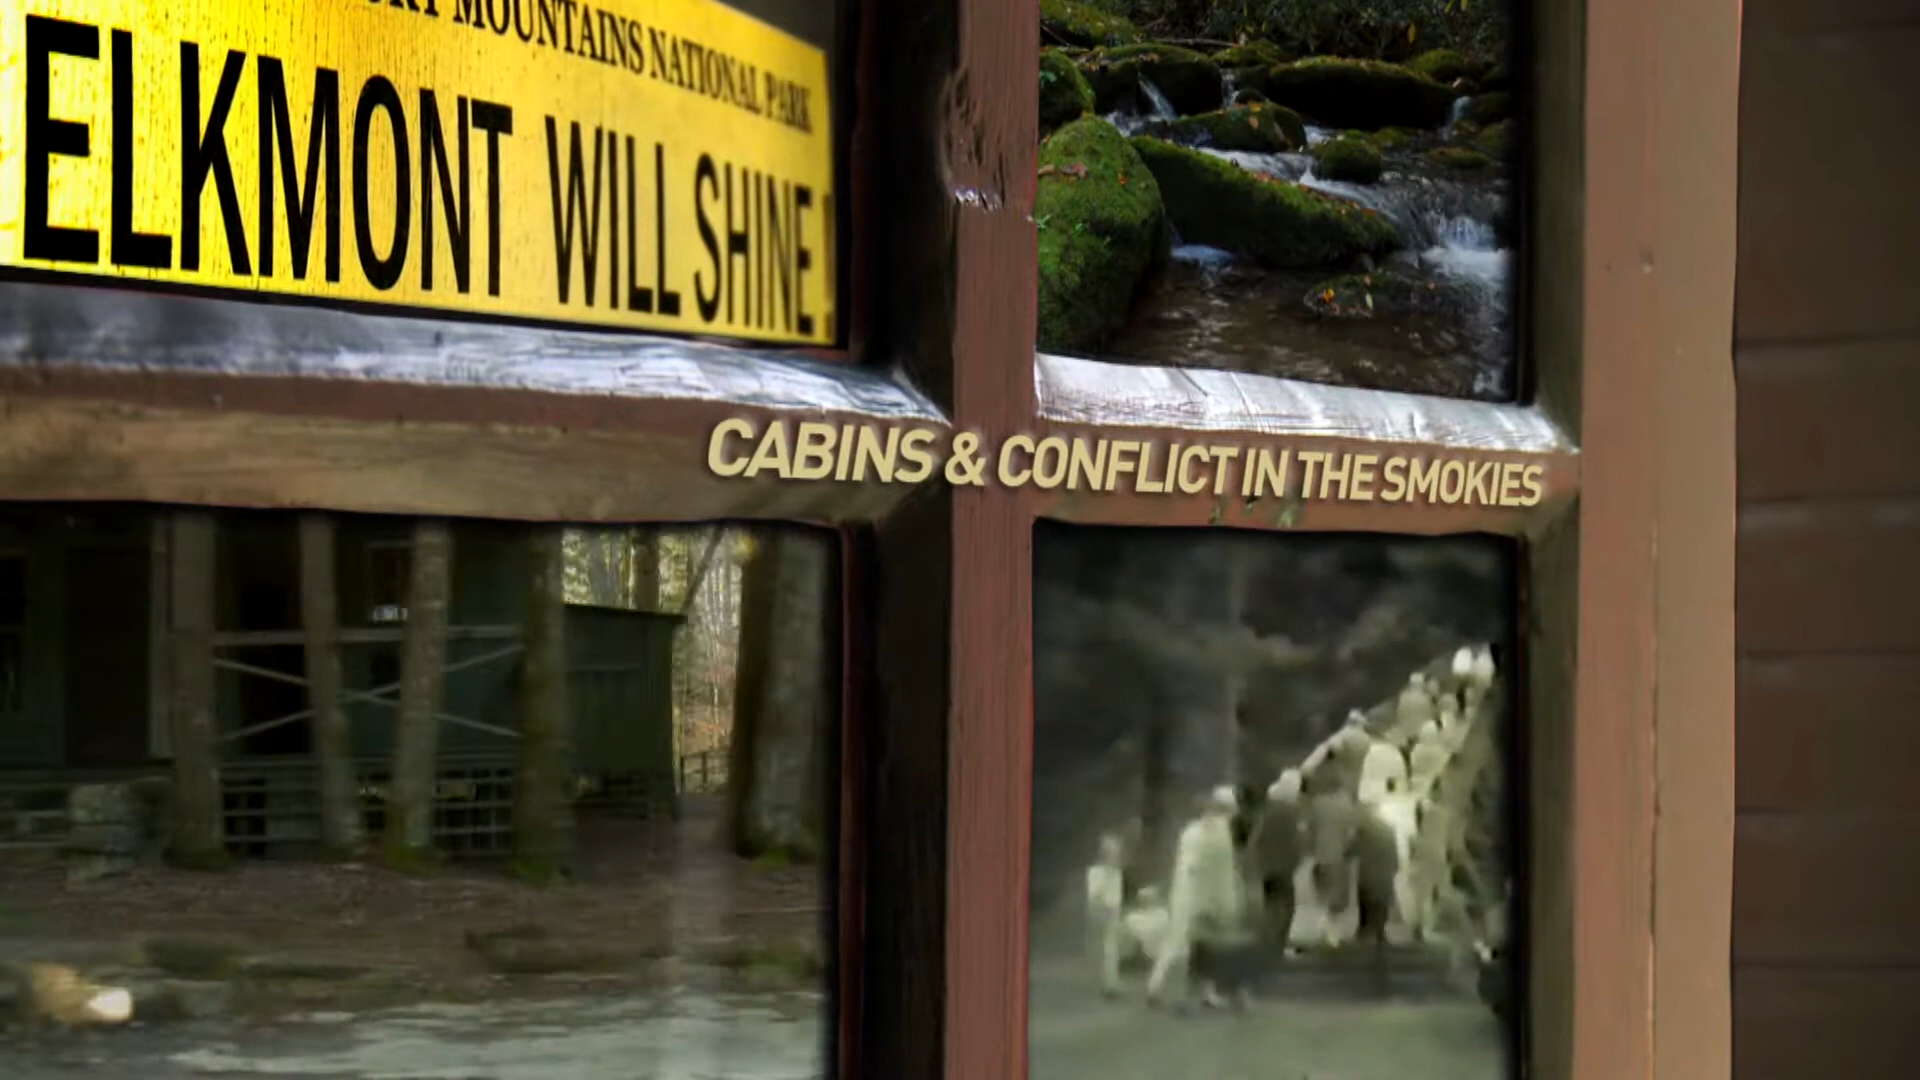 MOUNTAINS NATIONAL PARK
ELKMONT WILL SHINE !
CABINS & CONFLICT IN THE SMOKIES